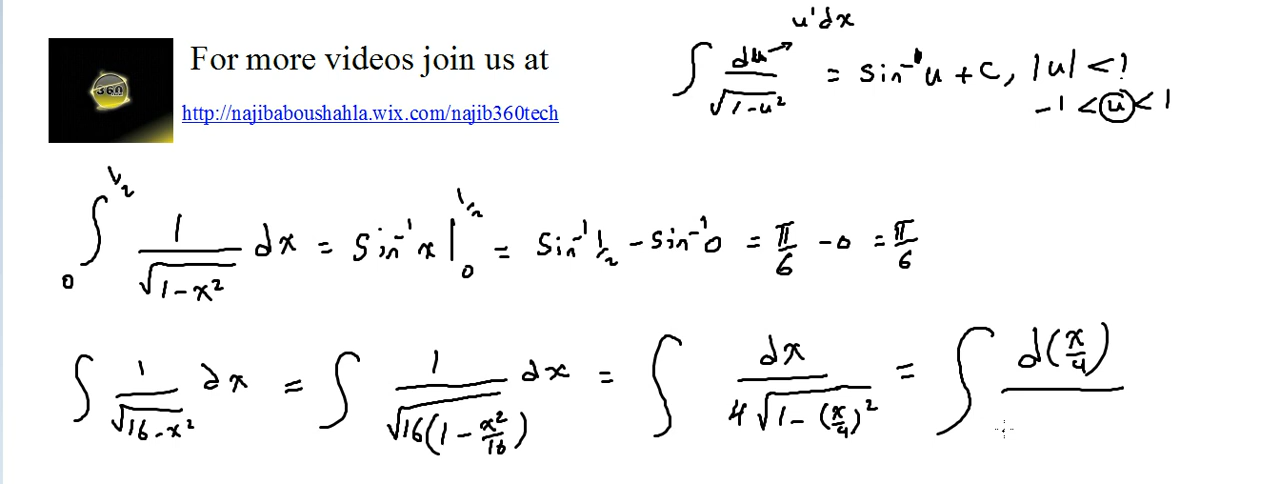 360
For more videos join us at
http://najibaboushahla.wix.com/najib360tech
u'dx
∫ du/√(1-u²) = sin⁻¹u + c, |u| < 1
-1 < u < 1
∫₀^(1/2) 1/√(1-x²) dx = sin⁻¹x |₀^(1/2) = sin⁻¹ 1/2 - sin⁻¹0 = π/6 - 0 = π/6
∫ 1/√(16-x²) dx = ∫ 1/√(16(1 - x²/16)) dx = ∫ dx/(4√(1-(x/4)²)) = ∫ d(x/4)/